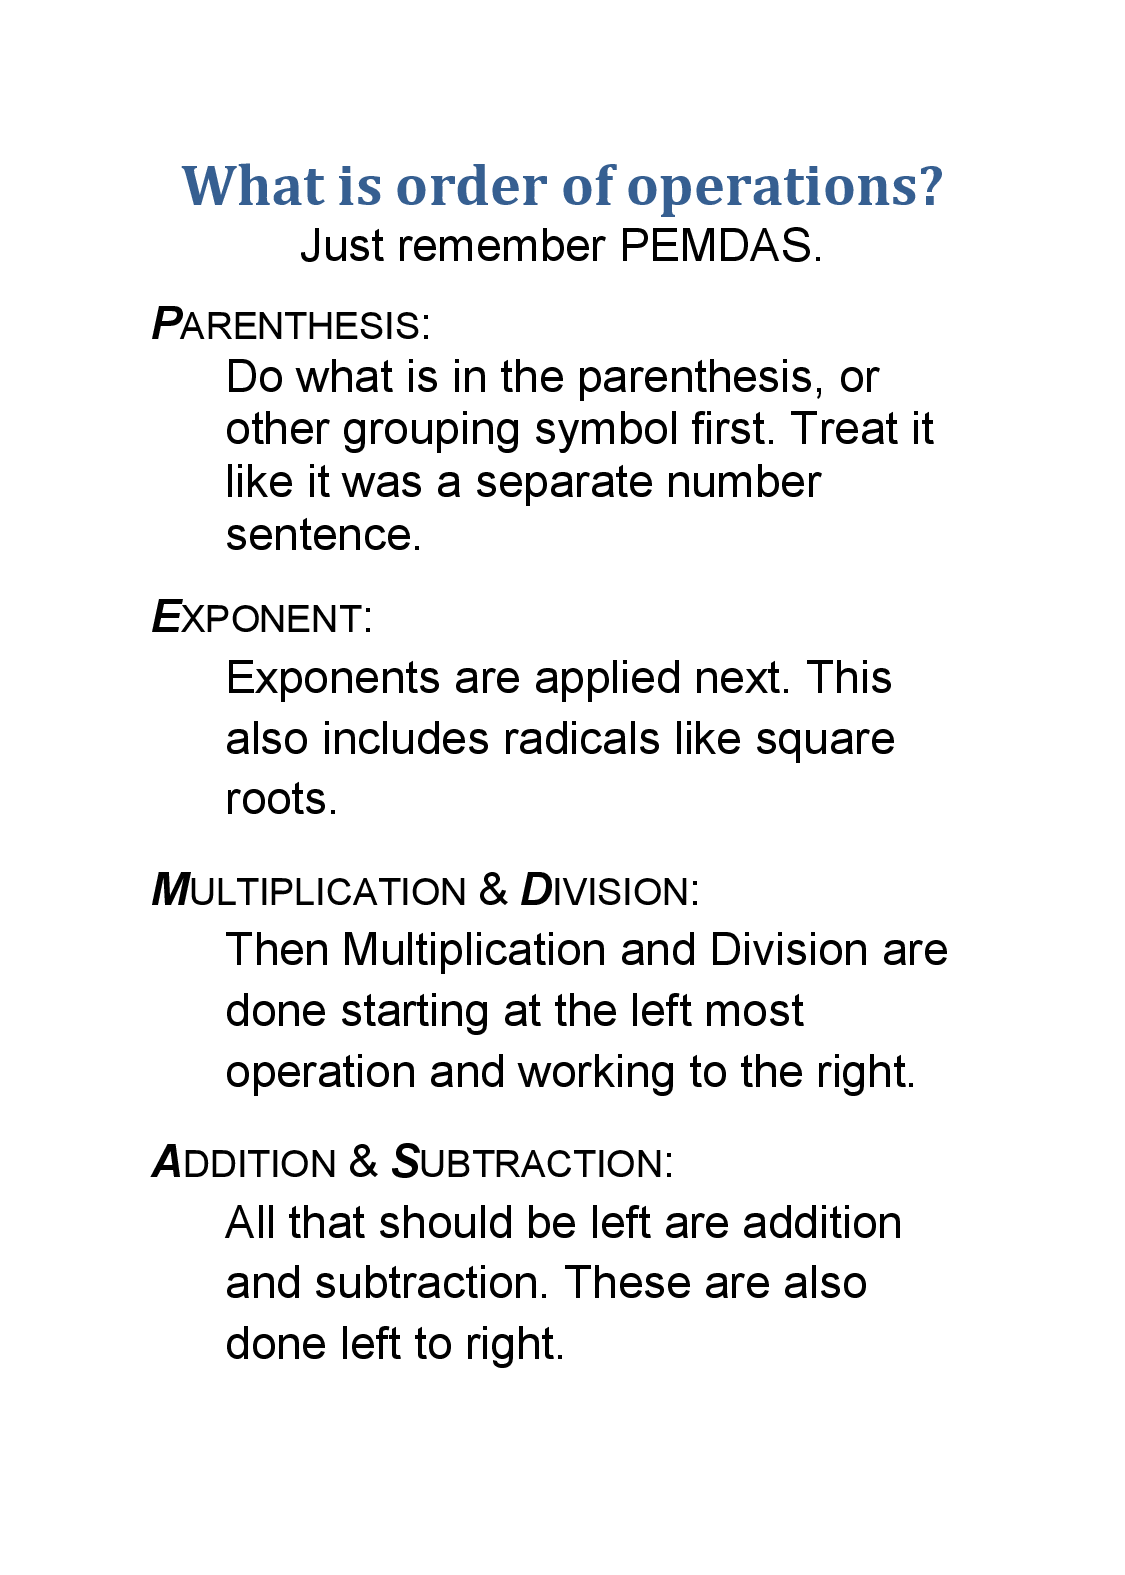 What is order of operations?
Just remember PEMDAS.
PARENTHESIS:
Do what is in the parenthesis, or
other grouping symbol first. Treat it
like it was a separate number
sentence.
EXPONENT:
Exponents are applied next. This
also includes radicals like square
roots.
MULTIPLICATION & DIVISION:
Then Multiplication and Division are
done starting at the left most
operation and working to the right.
ADDITION & SUBTRACTION:
All that should be left are addition
and subtraction. These are also
done left to right.